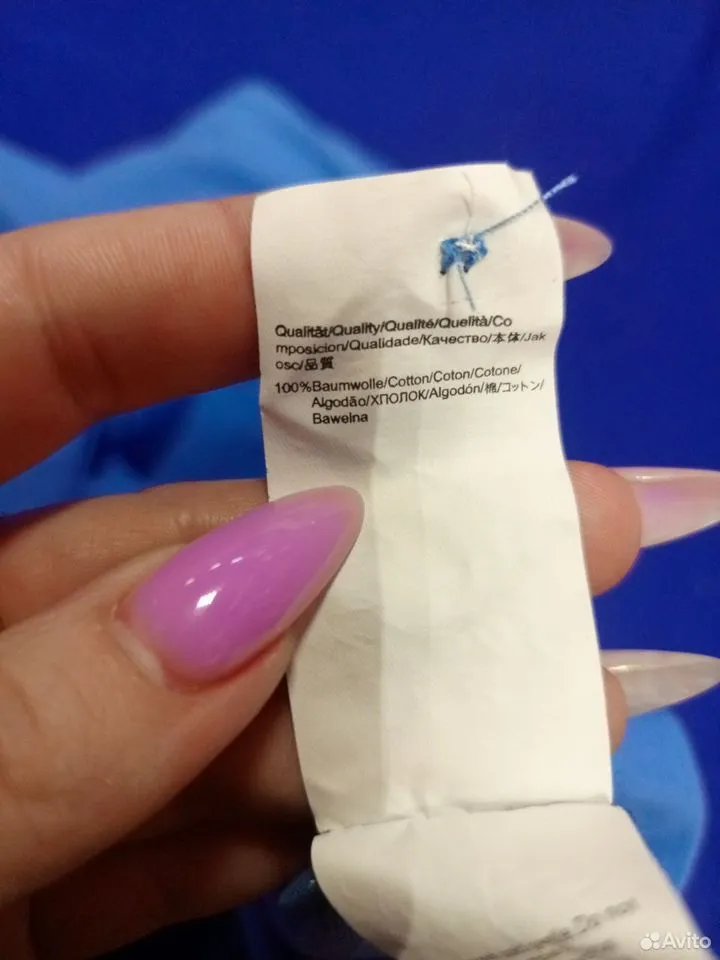 Qualität/Quality/Qualité/Quelità/Co
mposicion/Qualidade/Качество/本体/Jak
osc/品質
100%Baumwolle/Cotton/Coton/Cotone/
Algodão/ХПОЛОК/Algodón/棉/コットン/
Bawelna
Avito